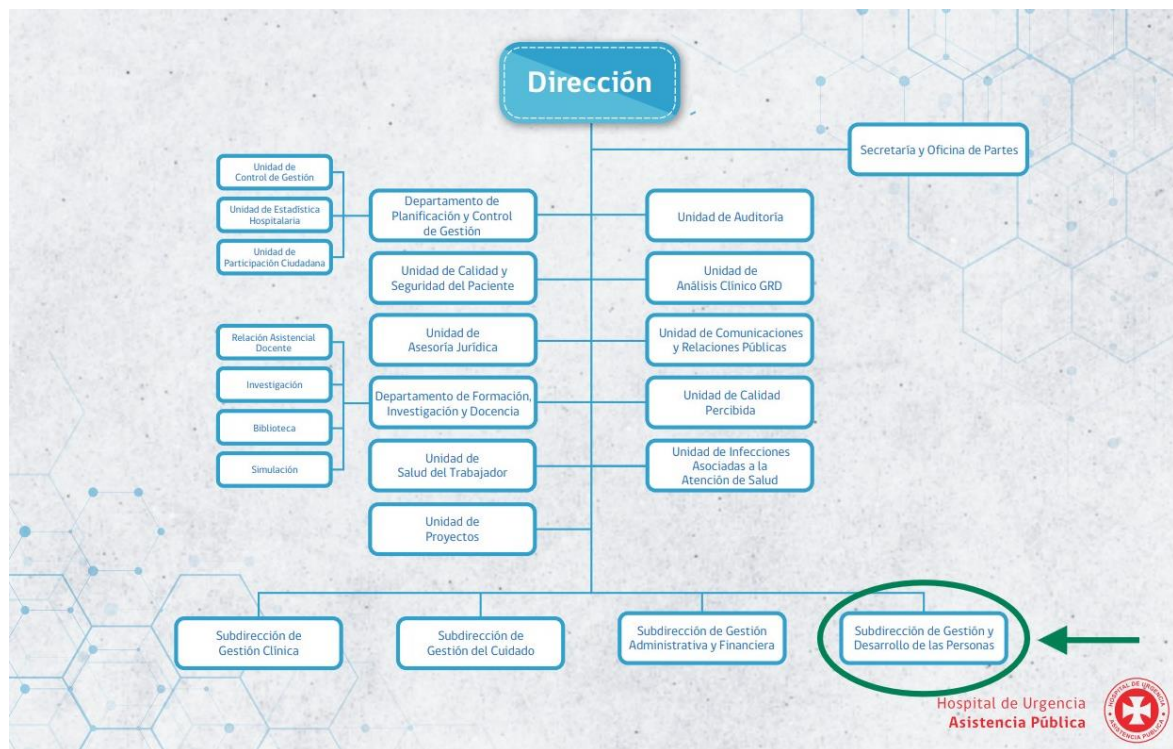 Dirección
Secretaría y Oficina de Partes
Unidad de
Control de Gestión
Unidad de Estadística
Hospitalaria
Unidad de
Participación Ciudadana
Departamento de
Planificación y Control
de Gestión
Unidad de Auditoría
Unidad de Calidad y
Seguridad del Paciente
Unidad de
Análisis Clínico GRD
Relación Asistencial
Docente
Investigación
Biblioteca
Simulación
Unidad de
Asesoría Jurídica
Unidad de Comunicaciones
y Relaciones Públicas
Departamento de Formación,
Investigación y Docencia
Unidad de Calidad
Percibida
Unidad de
Salud del Trabajador
Unidad de Infecciones
Asociadas a la
Atención de Salud
Unidad de
Proyectos
Subdirección de
Gestión Clínica
Subdirección de
Gestión del Cuidado
Subdirección de Gestión
Administrativa y Financiera
Subdirección de Gestión y
Desarrollo de las Personas
Hospital de Urgencia
Asistencia Pública
HOSPITAL DE URGENCIA
ASISTENCIA PÚBLICA